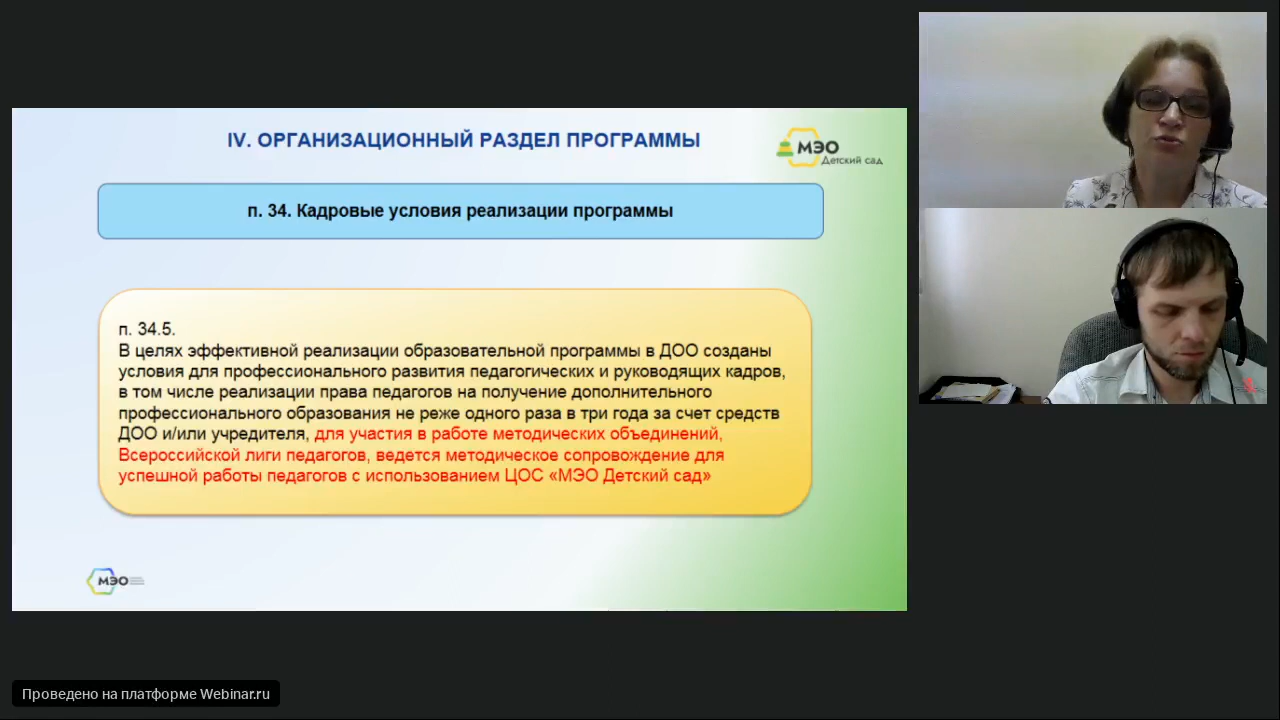 IV. ОРГАНИЗАЦИОННЫЙ РАЗДЕЛ ПРОГРАММЫ
МЭО
Детский сад
п. 34. Кадровые условия реализации программы
п. 34.5.
В целях эффективной реализации образовательной программы в ДОО созданы
условия для профессионального развития педагогических и руководящих кадров,
в том числе реализации права педагогов на получение дополнительного
профессионального образования не реже одного раза в три года за счет средств
ДОО и/или учредителя, для участия в работе методических объединений,
Всероссийской лиги педагогов, ведется методическое сопровождение для
успешной работы педагогов с использованием ЦОС «МЭО Детский сад»
МЭО
Проведено на платформе Webinar.ru